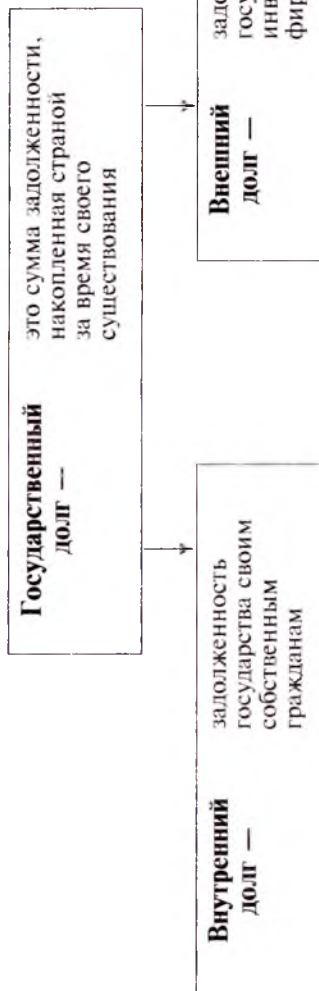 Государственный
долг —
это сумма задолженности,
накопленная страной
за время своего
существования
Внутренний
долг —
задолженность
государства своим
собственным
гражданам
Внешний
долг —